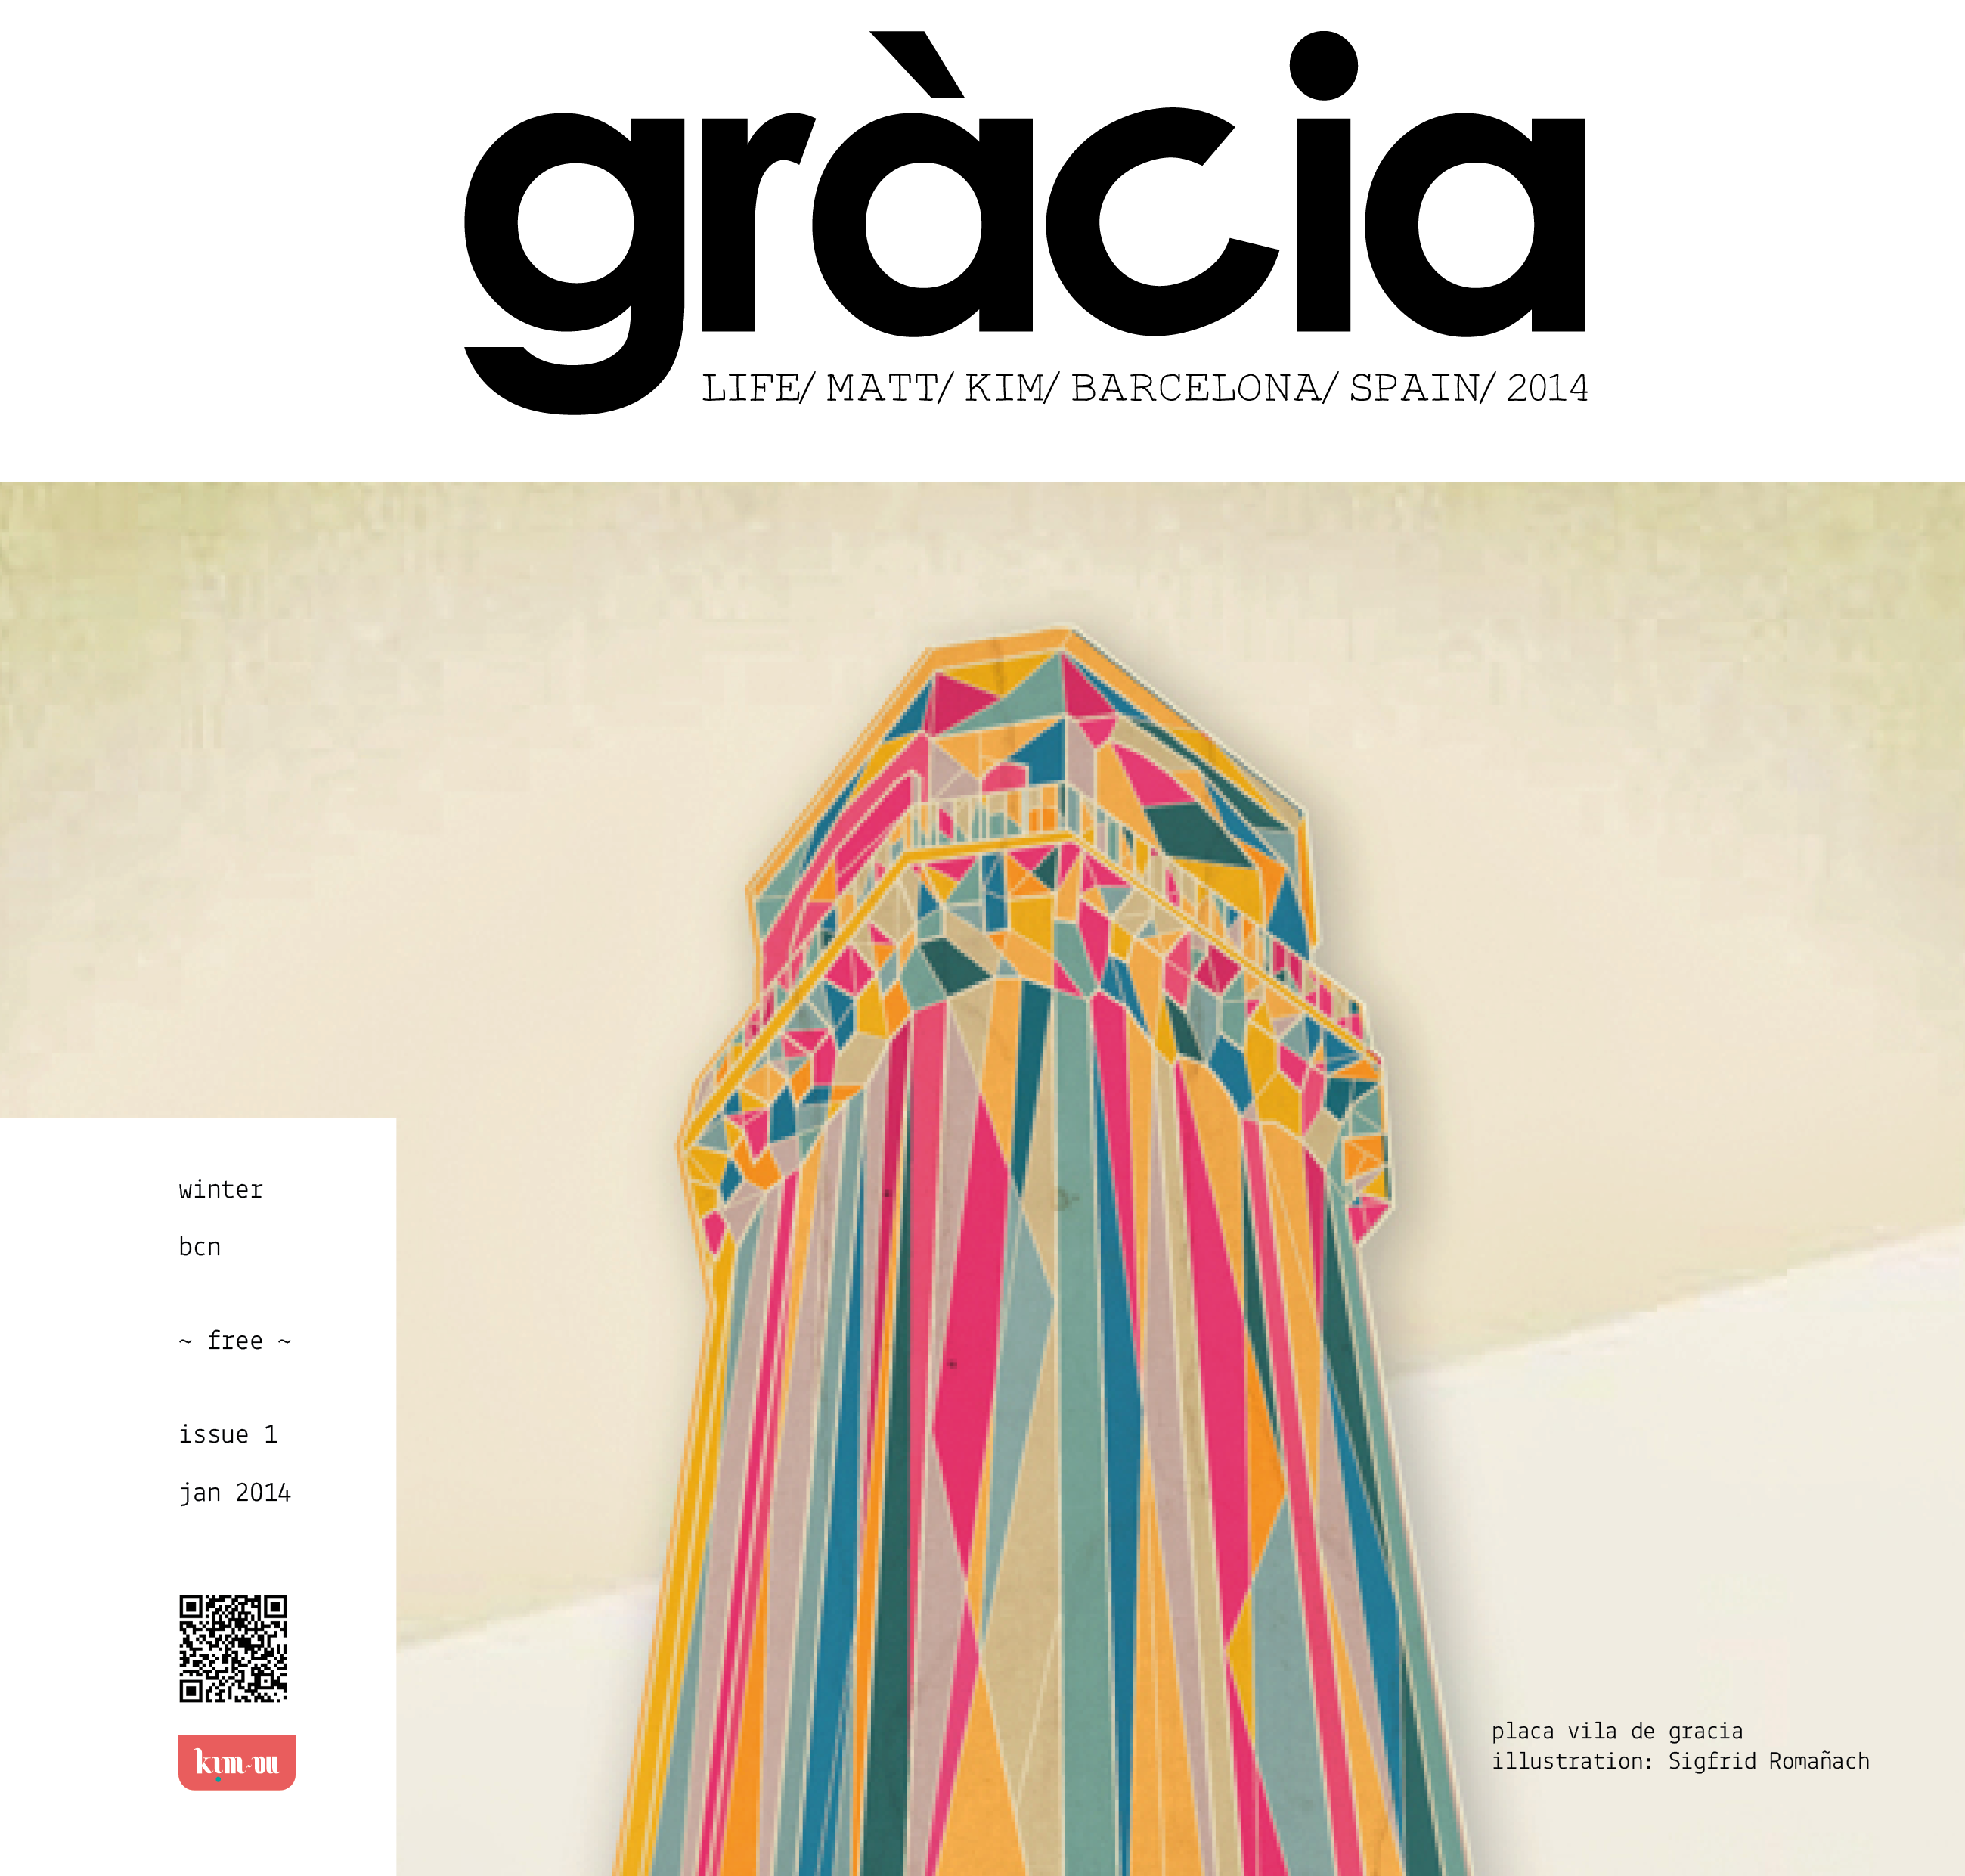 gràcia
LIFE/ MATT/ KIM/ BARCELONA/ SPAIN/ 2014
winter
bcn
~ free ~
issue 1
jan 2014
kim-ou
placa vila de gracia
illustration: Sigfrid Romañach